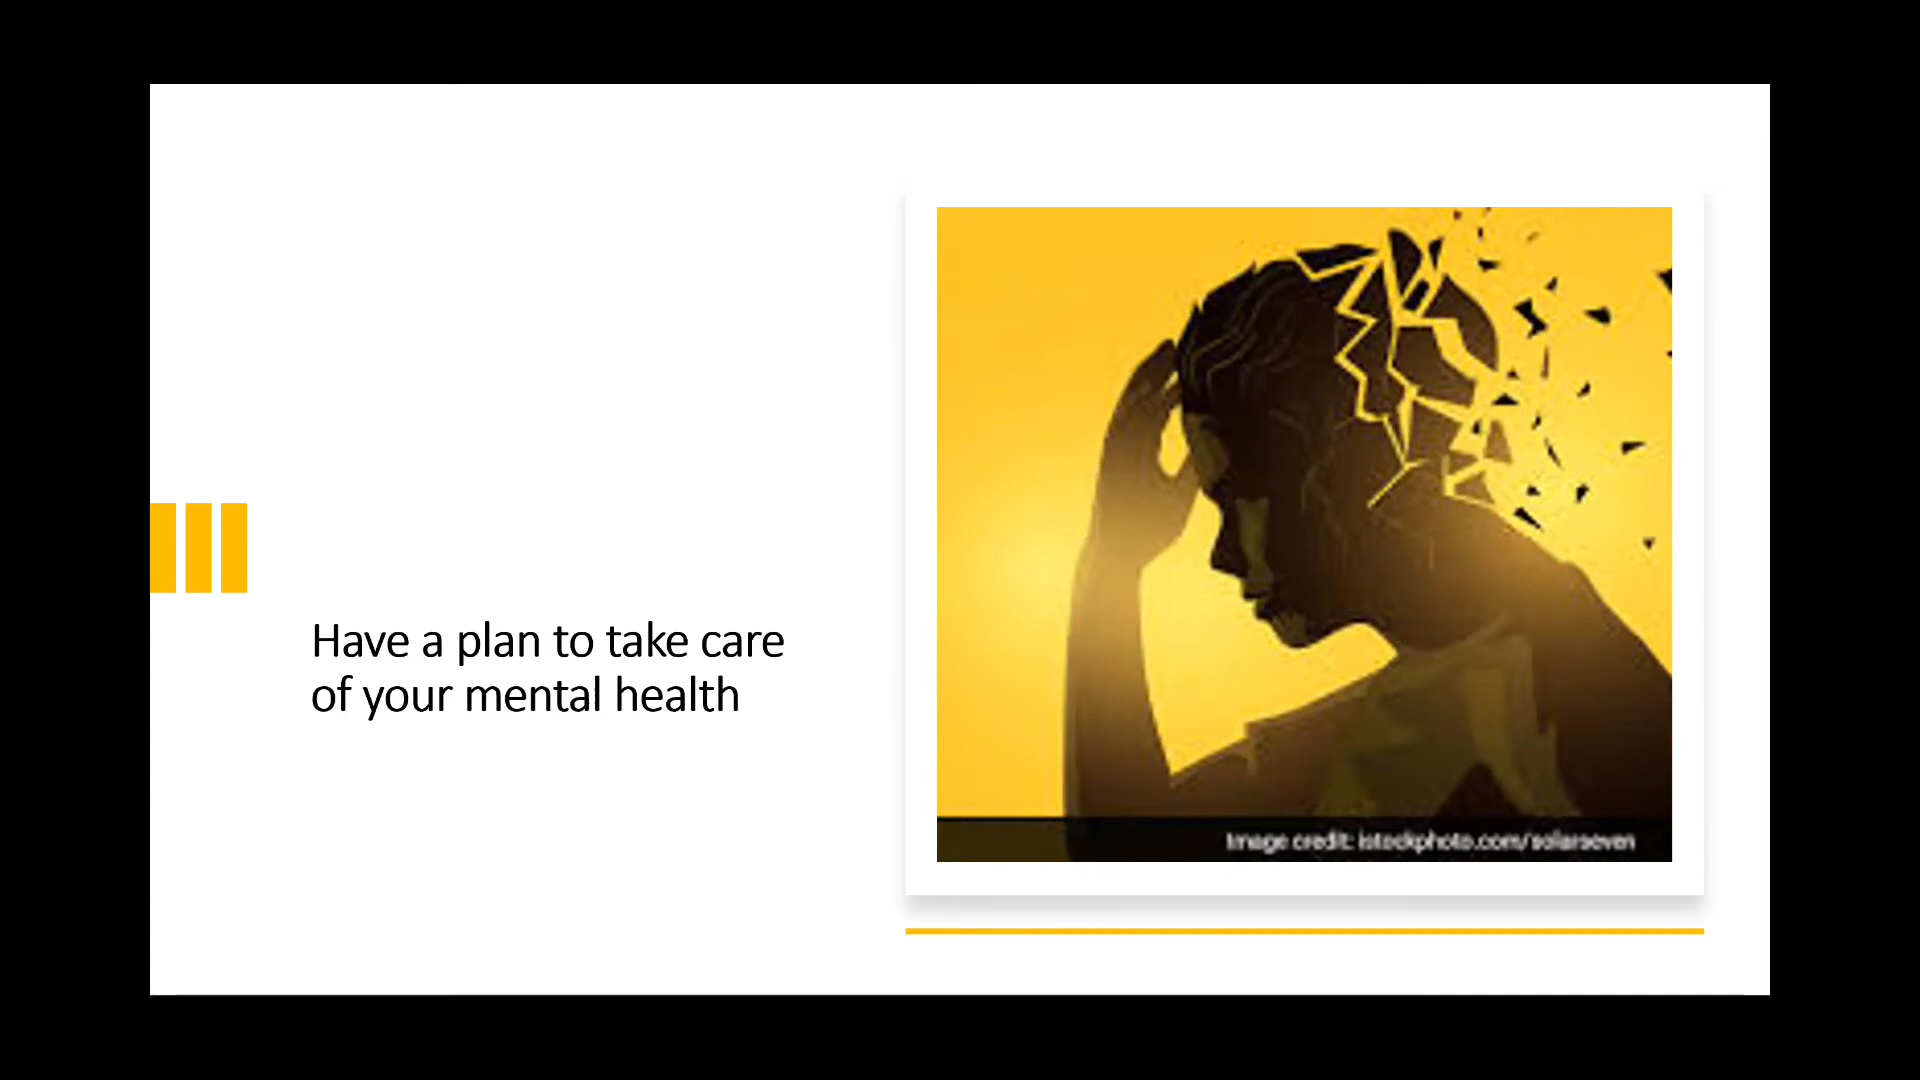 Have a plan to take care
of your mental health
Image credit: istockphoto.com/solarseven